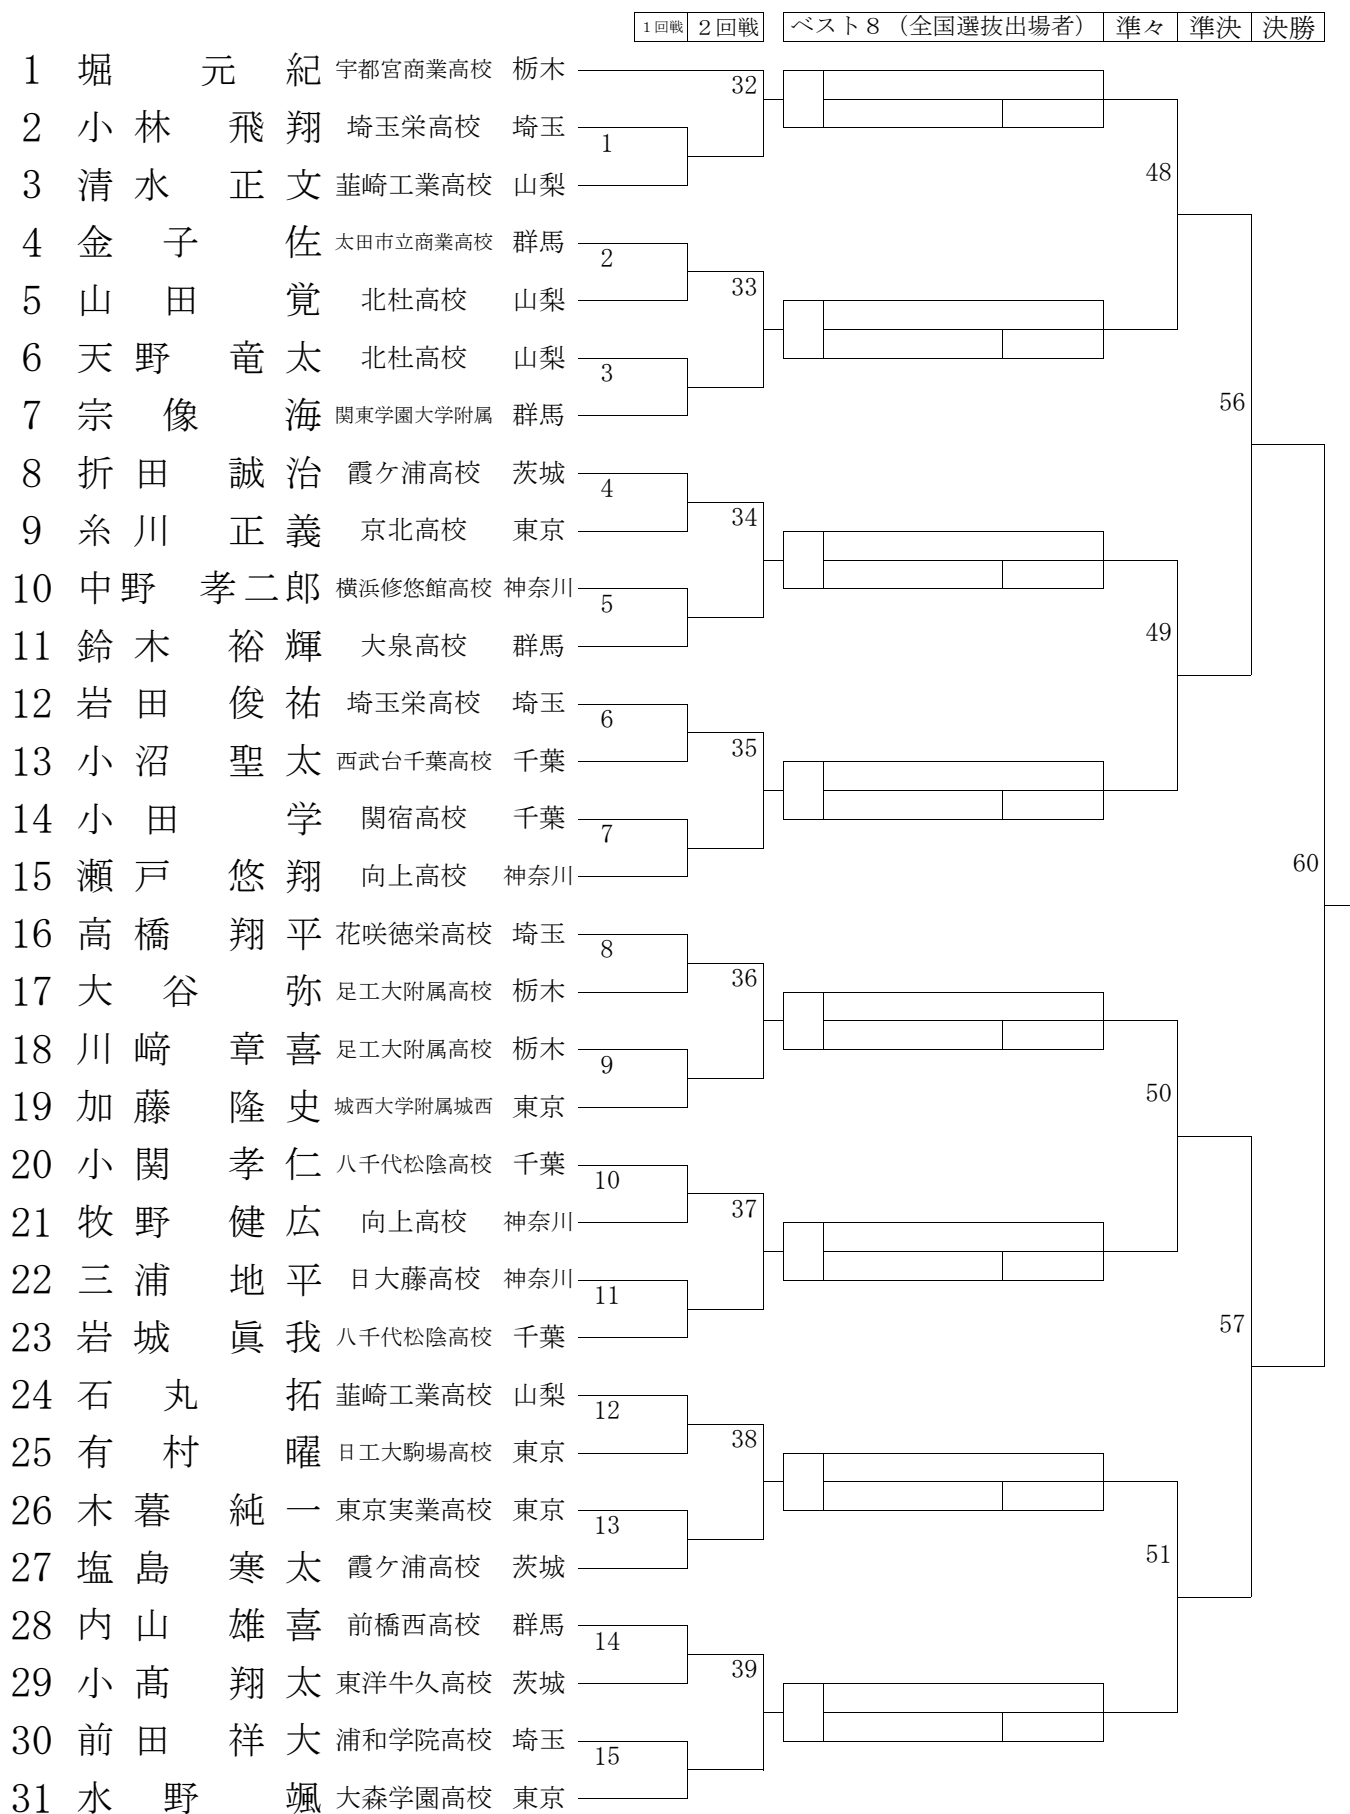 1回戦 2回戦 ベスト8（全国選抜出場者） 準々 準決 決勝
1 堀 元紀 宇都宮商業高校 栃木
32
2 小林 飛翔 埼玉栄高校 埼玉
1
48
3 清水 正文 韮崎工業高校 山梨
4 金子 佐 太田市立商業高校 群馬
2
33
5 山田 覚 北杜高校 山梨
6 天野 竜太 北杜高校 山梨
3
56
7 宗像 海 関東学園大学附属 群馬
8 折田 誠治 霞ケ浦高校 茨城
4
34
9 糸川 正義 京北高校 東京
10 中野 孝二郎 横浜修悠館高校 神奈川
5
49
11 鈴木 裕輝 大泉高校 群馬
12 岩田 俊祐 埼玉栄高校 埼玉
6
35
13 小沼 聖太 西武台千葉高校 千葉
14 小田 学 関宿高校 千葉
7
60
15 瀬戸 悠翔 向上高校 神奈川
16 高橋 翔平 花咲徳栄高校 埼玉
8
36
17 大谷 弥 足工大附属高校 栃木
18 川﨑 章喜 足工大附属高校 栃木
9
50
19 加藤 隆史 城西大学附属城西 東京
20 小関 孝仁 八千代松陰高校 千葉
10
37
21 牧野 健広 向上高校 神奈川
22 三浦 地平 日大藤高校 神奈川
11
57
23 岩城 眞我 八千代松陰高校 千葉
24 石丸 拓 韮崎工業高校 山梨
12
38
25 有村 曜 日工大駒場高校 東京
26 木暮 純一 東京実業高校 東京
13
51
27 塩島 寒太 霞ケ浦高校 茨城
28 内山 雄喜 前橋西高校 群馬
14
39
29 小髙 翔太 東洋牛久高校 茨城
30 前田 祥大 浦和学院高校 埼玉
15
31 水野 颯 大森学園高校 東京